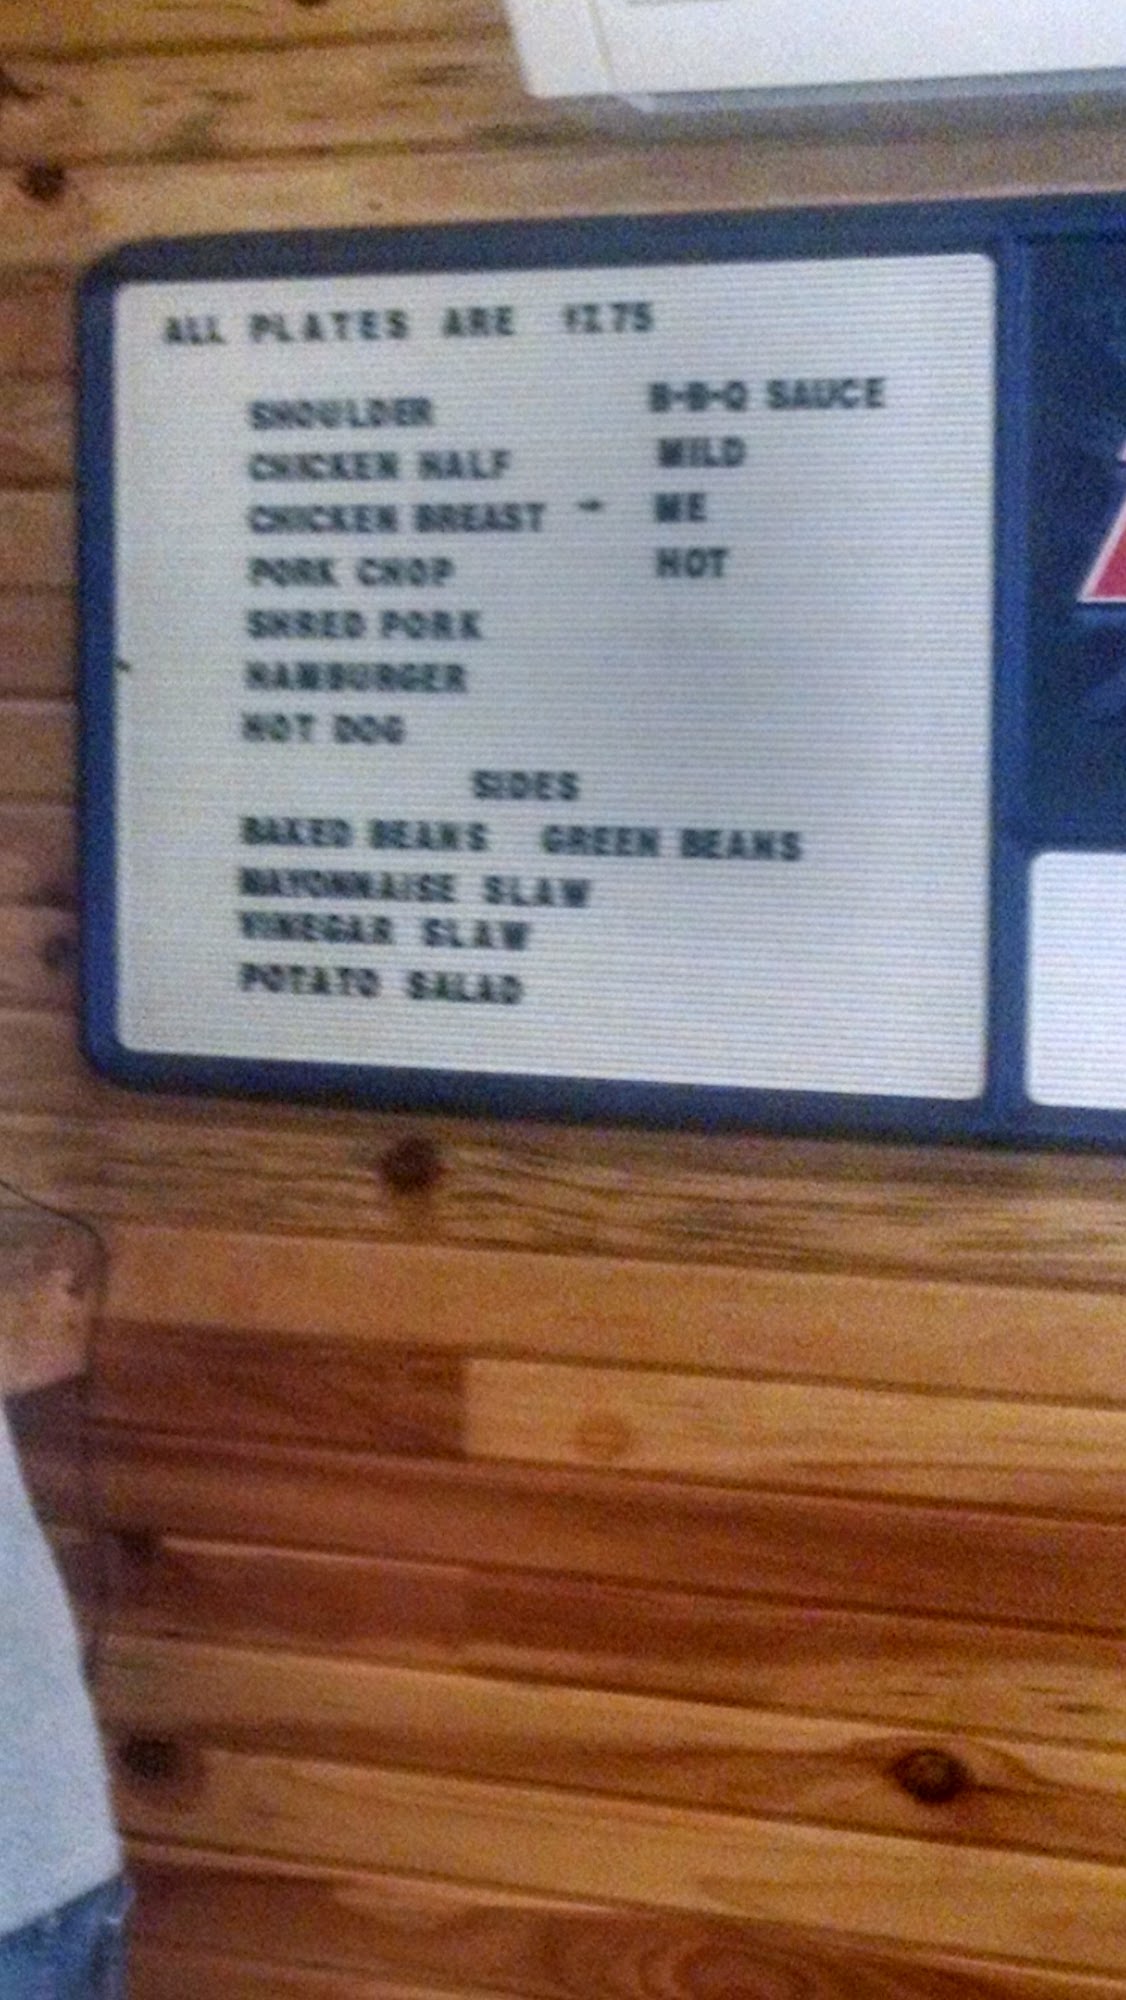 ALL PLATES ARE
SHOULDER
CHICKEN HALF
CHICKEN BREAST -
PORK CHOP
SHRED PORK
HAMBURGER
HOT DOG
B-B-Q SAUCE
MILD
ME
HOT
SIDES
BAKED BEANS GREEN BEANS
MAYONNAISE SLAW
VINEGAR SLAW
POTATO SALAD